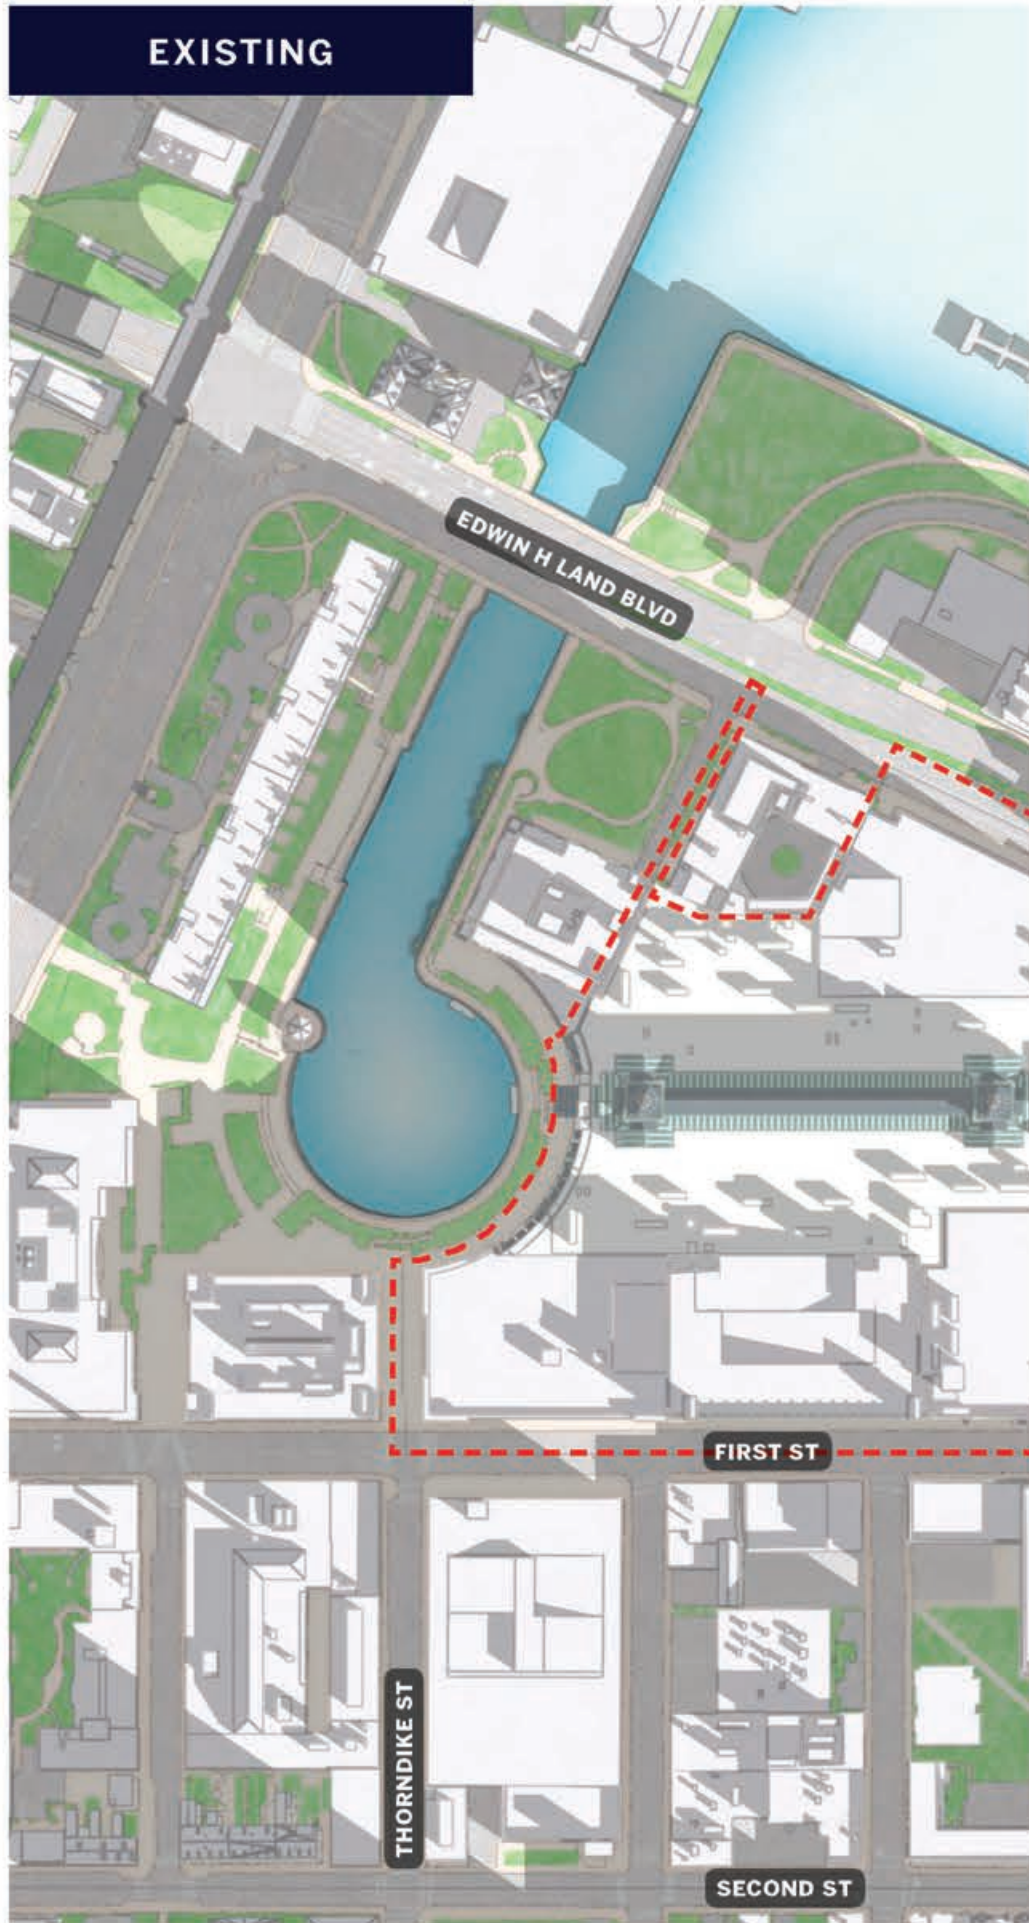 EXISTING
EDWIN H LAND BLVD
FIRST ST
THORNDIKE ST
SECOND ST